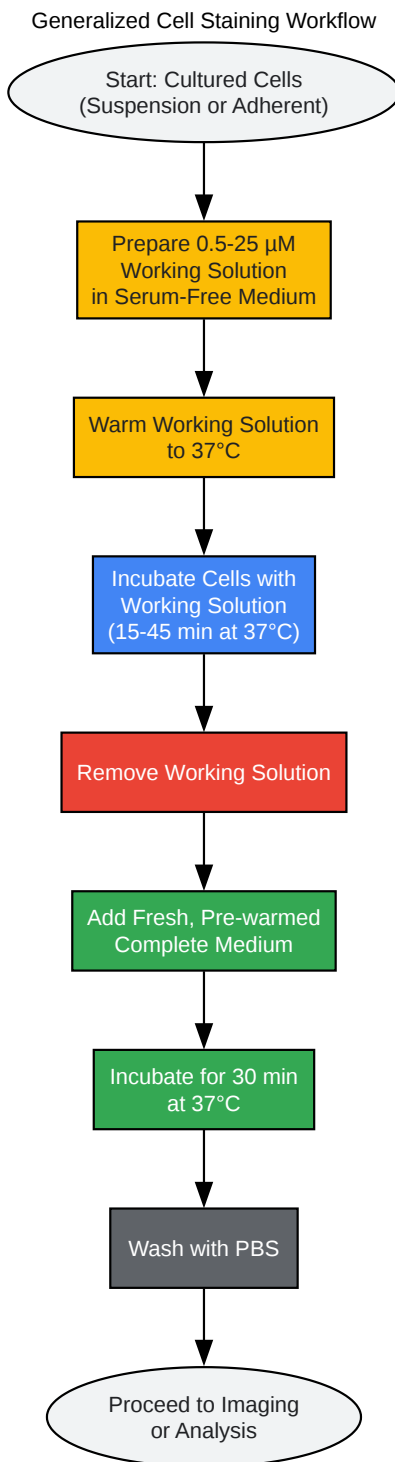 Generalized Cell Staining Workflow
Start: Cultured Cells
(Suspension or Adherent)
Prepare 0.5-25 µM
Working Solution
in Serum-Free Medium
Warm Working Solution
to 37°C
Incubate Cells with
Working Solution
(15-45 min at 37°C)
Remove Working Solution
Add Fresh, Pre-warmed
Complete Medium
Incubate for 30 min
at 37°C
Wash with PBS
Proceed to Imaging
or Analysis